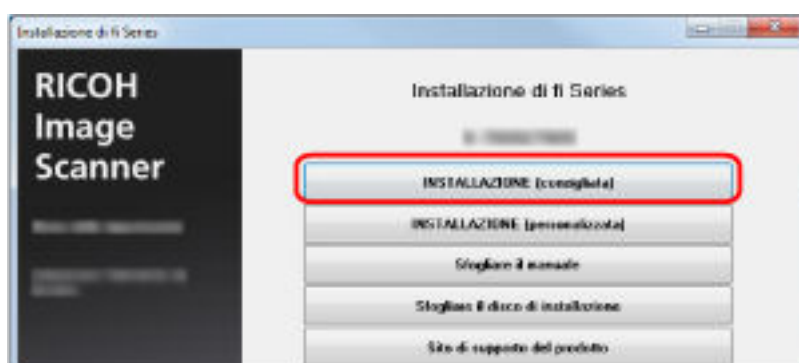 Installazione di fi Series
RICOH
Image
Scanner
Installazione di fi Series
INSTALLAZIONE (consigliata)
INSTALLAZIONE (personalizzata)
Sfogliare il manuale
Sfogliare il disco di installazione
Sito di supporto del prodotto